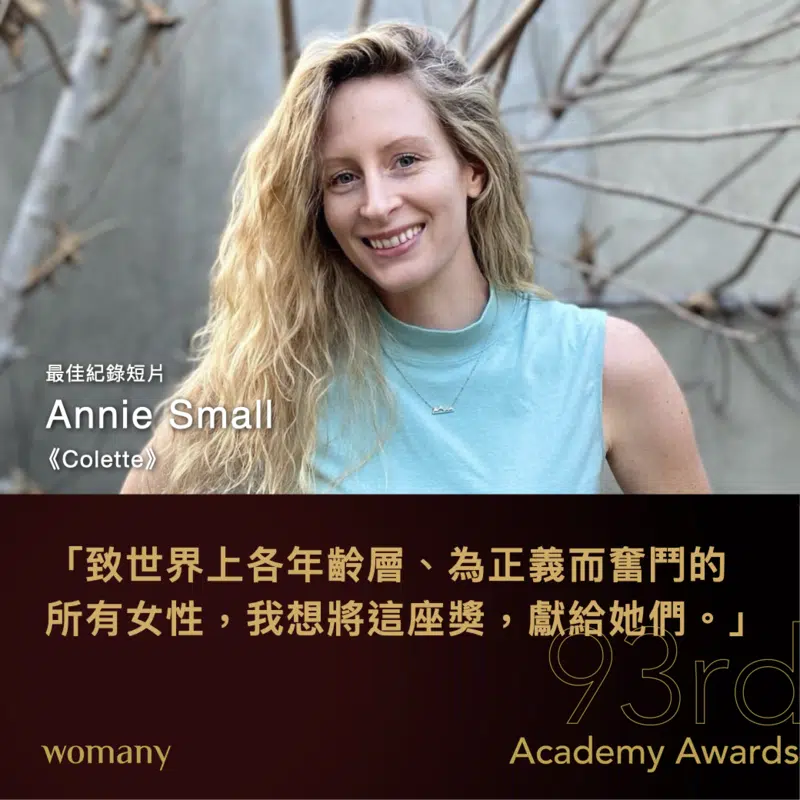 最佳紀錄短片
Annie Small
《Colette》
「致世界上各年齡層、為正義而奮鬥的
所有女性，我想將這座獎，獻給她們。」
93rd
womany
Academy Awards